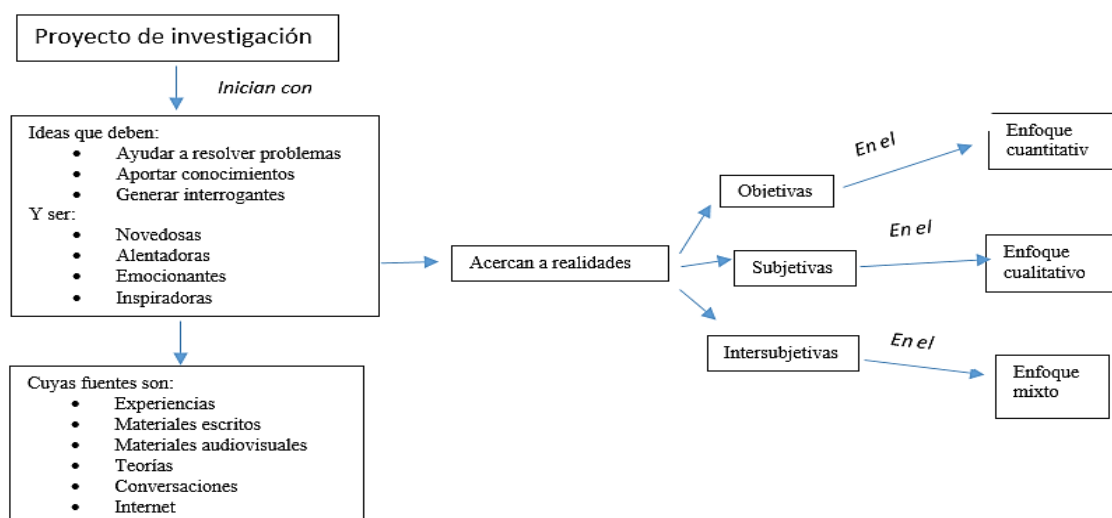 Proyecto de investigación
Inician con
Ideas que deben:
• Ayudar a resolver problemas
• Aportar conocimientos
• Generar interrogantes
Y ser:
• Novedosas
• Alentadoras
• Emocionantes
• Inspiradoras
Cuyas fuentes son:
• Experiencias
• Materiales escritos
• Materiales audiovisuales
• Teorías
• Conversaciones
• Internet
Acercan a realidades
Objetivas
En el
Enfoque
cuantitativ
Subjetivas
En el
Enfoque
cualitativo
Intersubjetivas
En el
Enfoque
mixto